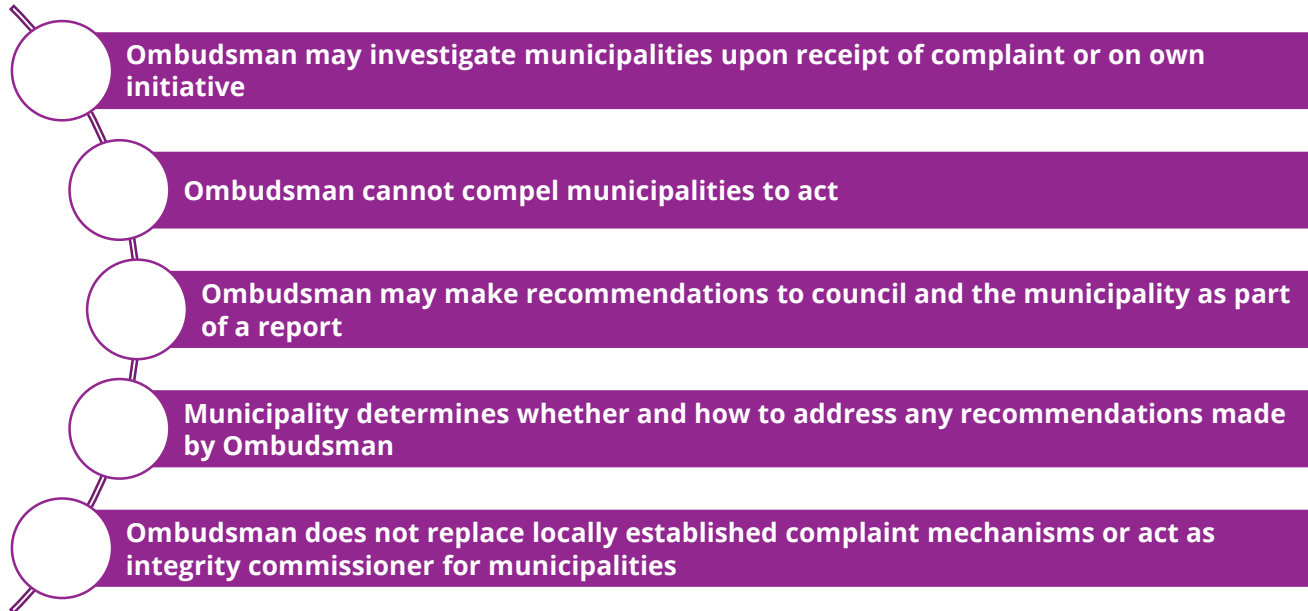 Ombudsman may investigate municipalities upon receipt of complaint or on own
initiative
Ombudsman cannot compel municipalities to act
Ombudsman may make recommendations to council and the municipality as part
of a report
Municipality determines whether and how to address any recommendations made
by Ombudsman
Ombudsman does not replace locally established complaint mechanisms or act as
integrity commissioner for municipalities